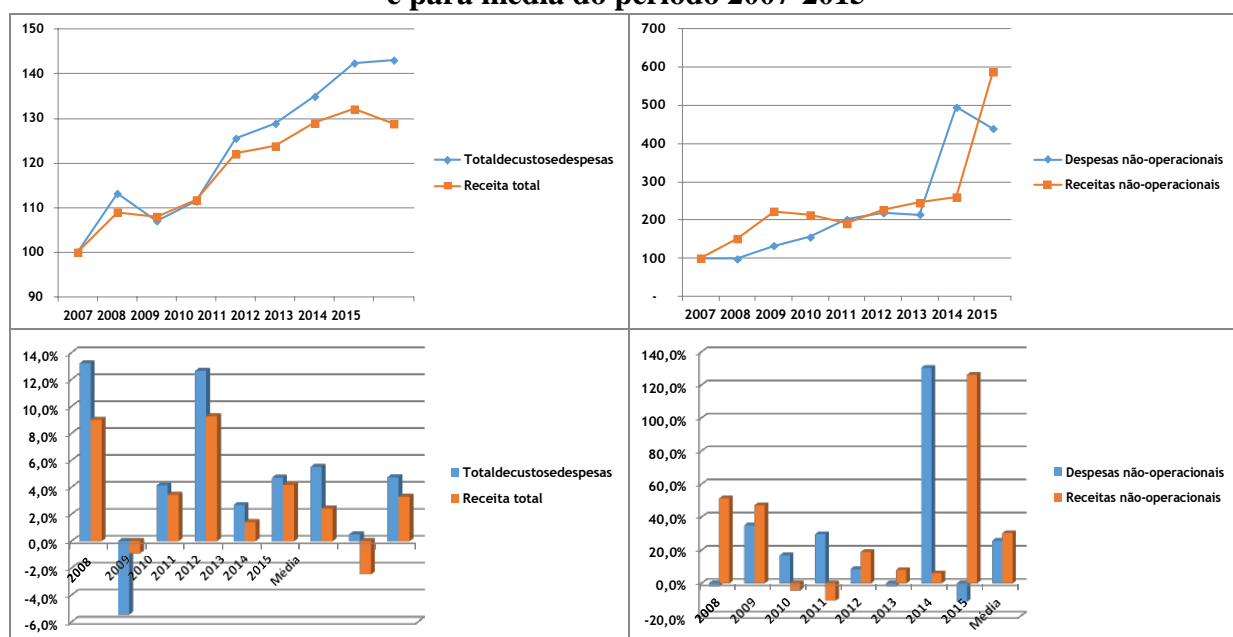 e para média do período 2007-2015
150
140
130
120
110
100
90
2007 2008 2009 2010 2011 2012 2013 2014 2015
Totaldecustosedespesas
Receita total
700
600
500
400
300
200
100
-
2007 2008 2009 2010 2011 2012 2013 2014 2015
Despesas não-operacionais
Receitas não-operacionais
14,0%
12,0%
10,0%
8,0%
6,0%
4,0%
2,0%
0,0%
-2,0%
-4,0%
-6,0%
2008 2009 2010 2011 2012 2013 2014 2015 Média
Totaldecustosedespesas
Receita total
140,0%
120,0%
100,0%
80,0%
60,0%
40,0%
20,0%
0,0%
-20,0%
2008 2009 2010 2011 2012 2013 2014 2015 Média
Despesas não-operacionais
Receitas não-operacionais